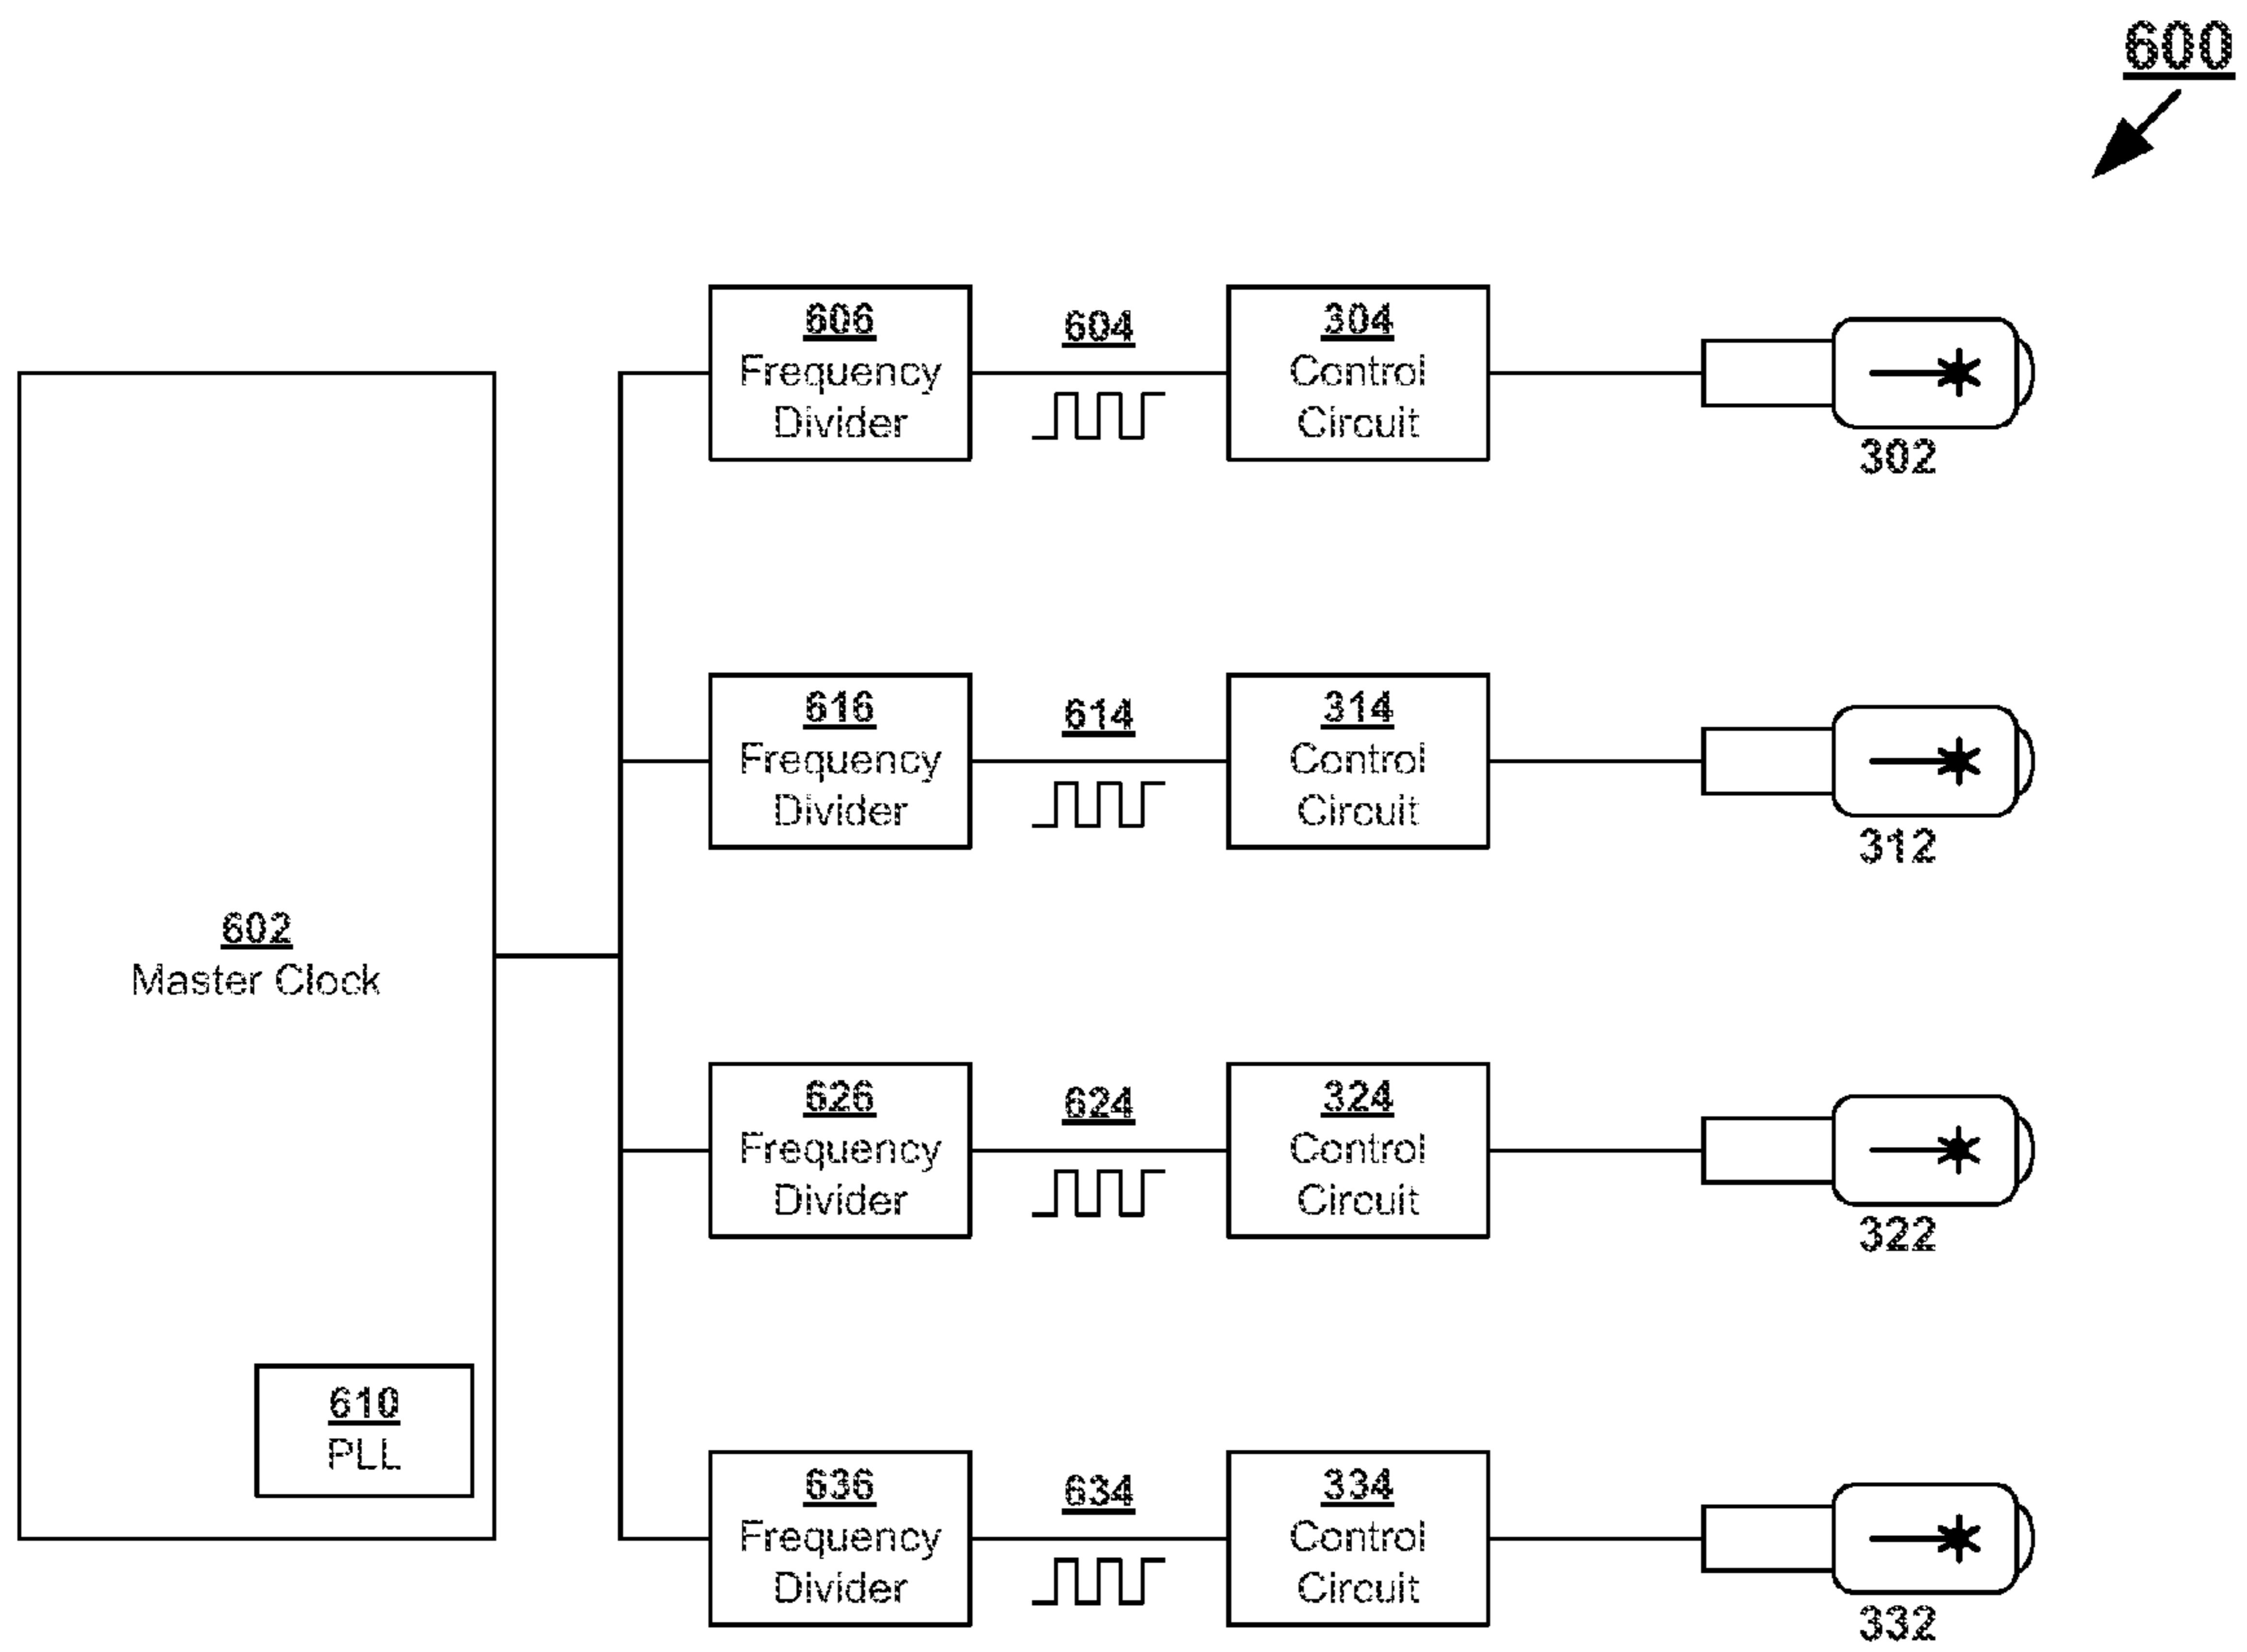 600
606
Frequency
Divider
604
304
Control
Circuit
302
616
Frequency
Divider
614
314
Control
Circuit
312
602
Master Clock
626
Frequency
Divider
624
324
Control
Circuit
322
610
PLL
636
Frequency
Divider
634
334
Control
Circuit
332